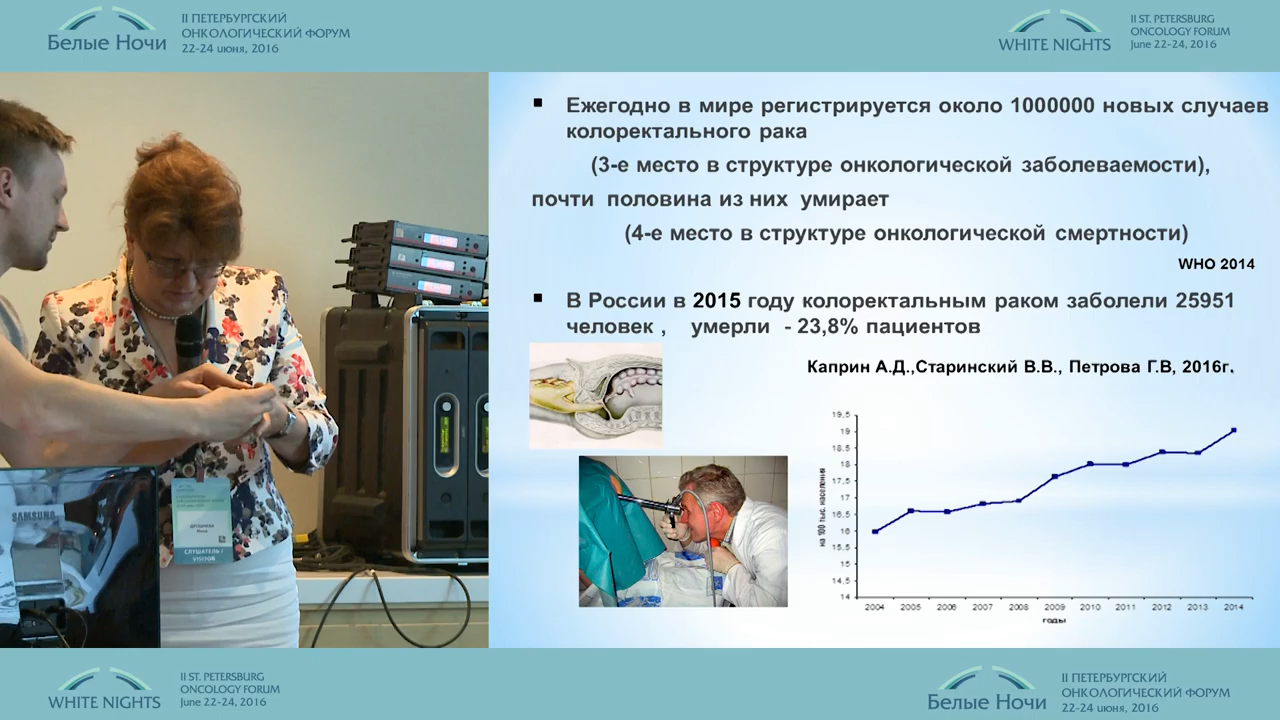 Белые Ночи
II ПЕТЕРБУРГСКИЙ
ОНКОЛОГИЧЕСКИЙ ФОРУМ
22-24 июня, 2016
WHITE NIGHTS
II ST. PETERSBURG
ONCOLOGY FORUM
June 22-24, 2016
▪ Ежегодно в мире регистрируется около 1000000 новых случаев
колоректального рака
(3-е место в структуре онкологической заболеваемости),
почти половина из них умирает
(4-е место в структуре онкологической смертности)
WHO 2014
▪ В России в 2015 году колоректальным раком заболели 25951
человек , умерли - 23,8% пациентов
Каприн А.Д.,Старинский В.В., Петрова Г.В, 2016г.
на 100 тыс. населения
19,5
19
18,5
18
17,5
17
16,5
16
15,5
15
14,5
14
2004 2005 2006 2007 2008 2009 2010 2011 2012 2013 2014
годы
SAMSUNG
СЛУШАТЕЛЬ /
VISITOR
WHITE NIGHTS
II ST. PETERSBURG
ONCOLOGY FORUM
June 22-24, 2016
Белые Ночи
II ПЕТЕРБУРГСКИЙ
ОНКОЛОГИЧЕСКИЙ ФОРУМ
22-24 июня, 2016